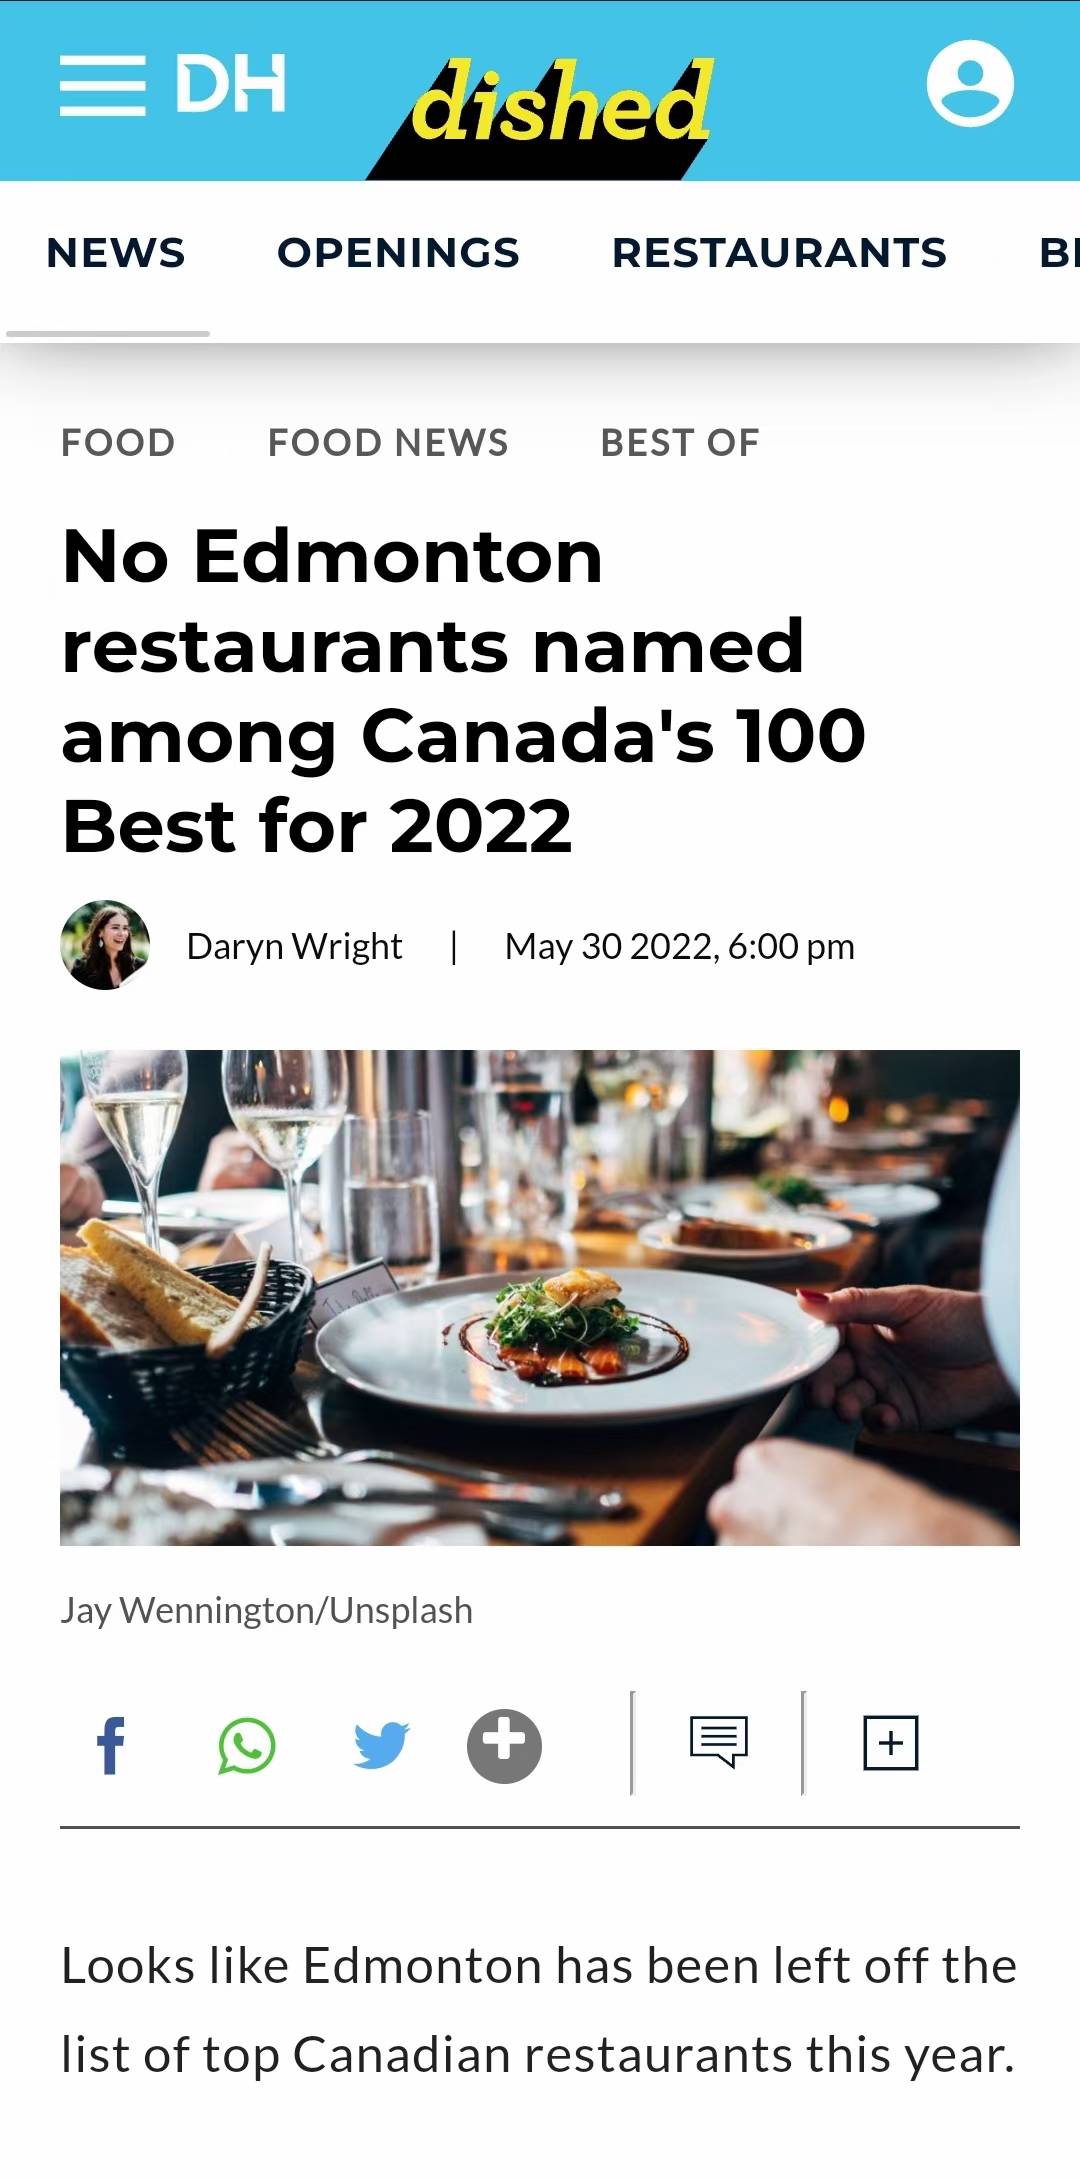 DH
dished
NEWS OPENINGS RESTAURANTS
FOOD FOOD NEWS BEST OF
No Edmonton
restaurants named
among Canada's 100
Best for 2022
Daryn Wright | May 30 2022, 6:00 pm
Jay Wennington/Unsplash
Looks like Edmonton has been left off the
list of top Canadian restaurants this year.